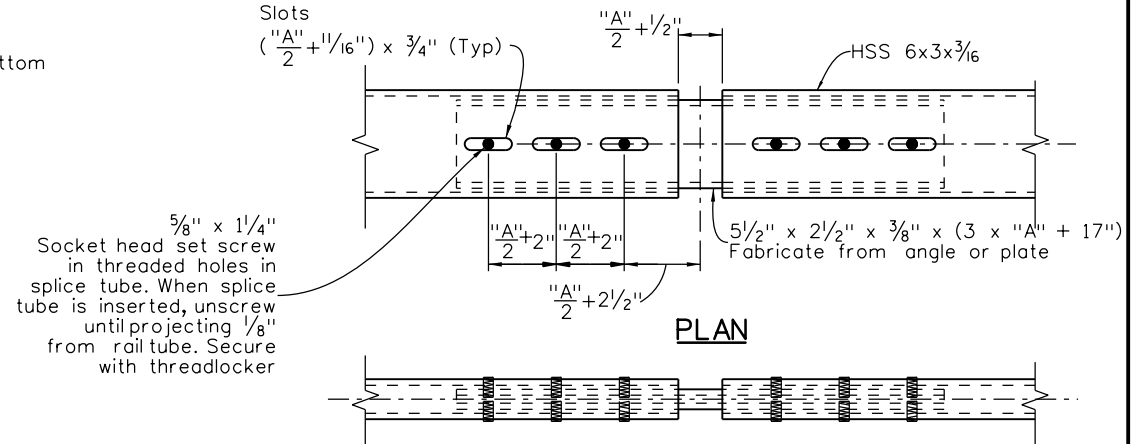 Slots
("A"/2 + 11/16") x 3/4" (Typ)
ttom
"A"/2 + 1/2"
HSS 6x3x3/16
5/8" x 1 1/4"
Socket head set screw
in threaded holes in
splice tube. When splice
tube is inserted, unscrew
until projecting 1/8"
from rail tube. Secure
with threadlocker
"A"/2 + 2"
"A"/2 + 2"
"A"/2 + 2 1/2"
5 1/2" x 2 1/2" x 3/8" x (3 x "A" + 17")
Fabricate from angle or plate
PLAN